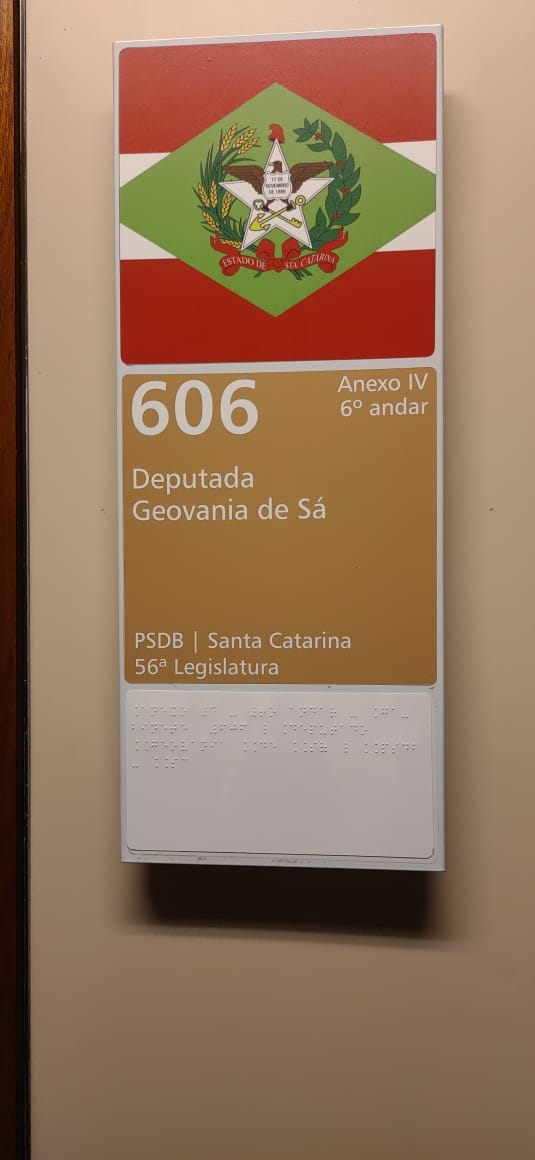 17 DE
NOVEMBRO
DE 1889
ESTADO DE STA. CATARINA
606
Anexo IV
6º andar
Deputada
Geovania de Sá
PSDB | Santa Catarina
56ª Legislatura